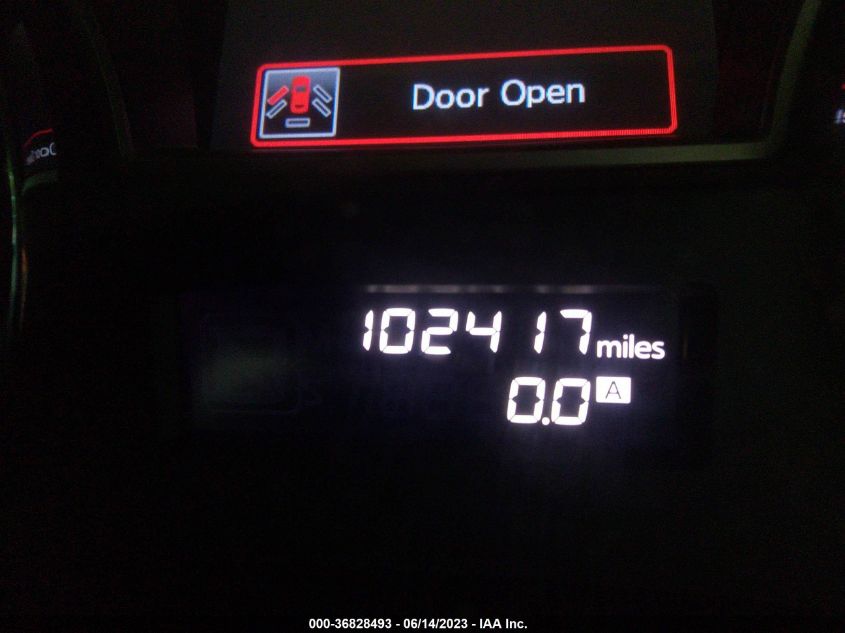 Door Open
102417 miles
0.0 A
000-36828493 - 06/14/2023 - IAA Inc.